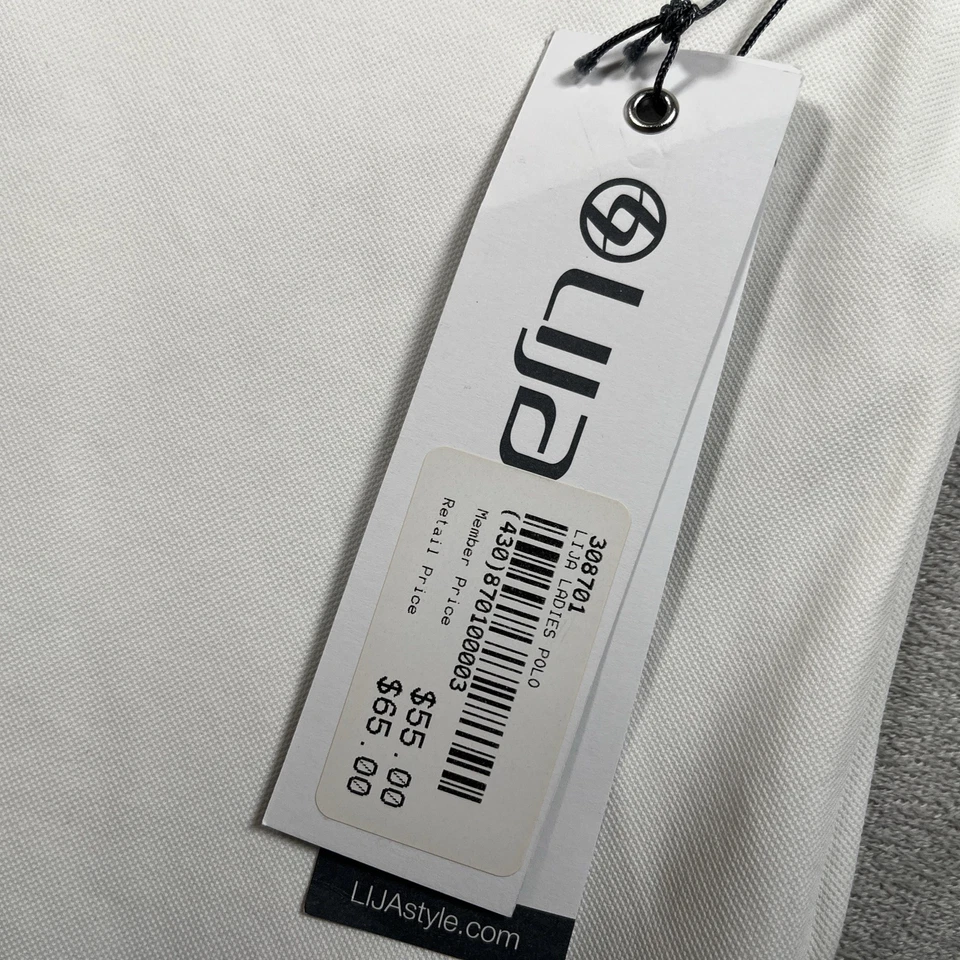 LIJA
308701
LIJA LADIES POLO
(430)870100003
Member Price $55.00
Retail Price $65.00
LIJAstyle.com